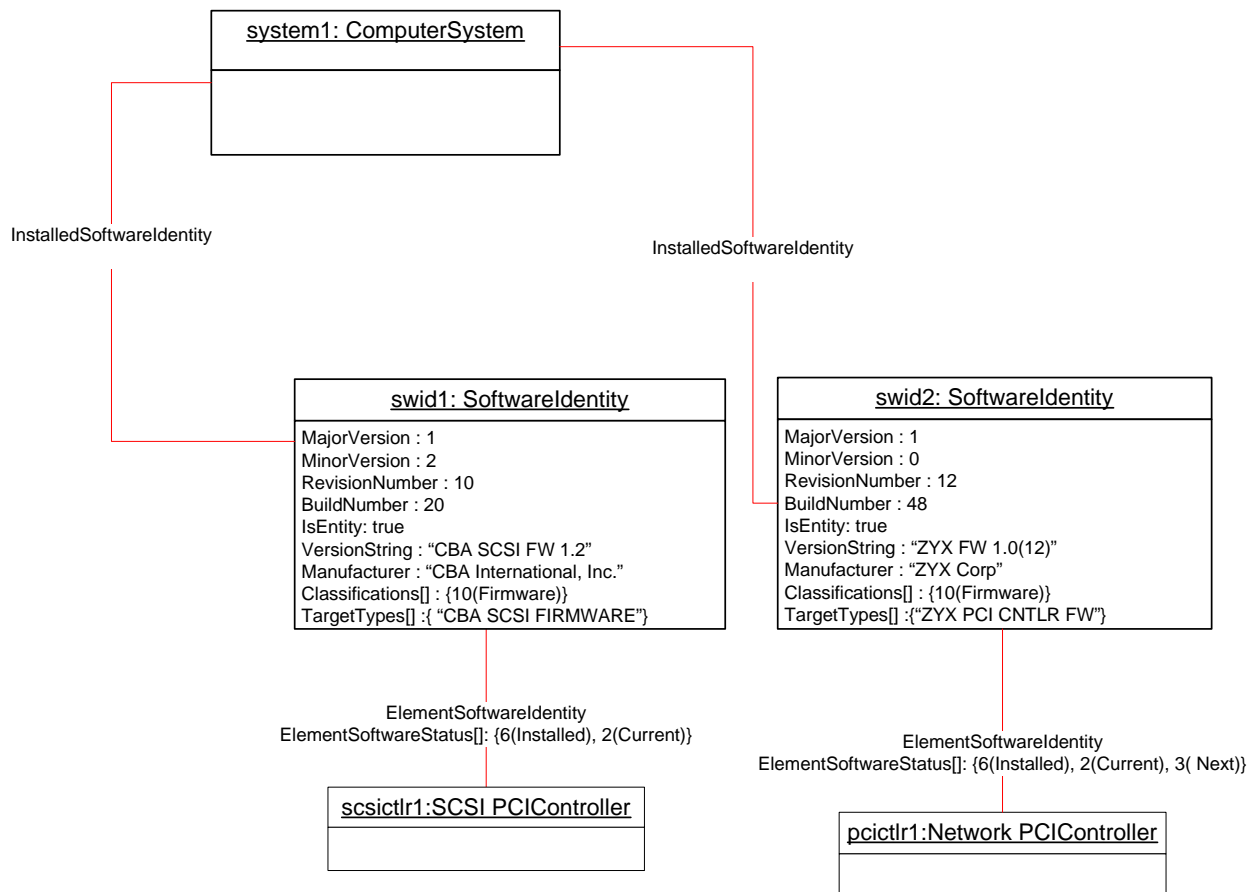 system1: ComputerSystem
InstalledSoftwareIdentity
InstalledSoftwareIdentity
swid1: SoftwareIdentity
MajorVersion : 1
MinorVersion : 2
RevisionNumber : 10
BuildNumber : 20
IsEntity: true
VersionString : “CBA SCSI FW 1.2”
Manufacturer : “CBA International, Inc.”
Classifications[] : {10(Firmware)}
TargetTypes[] :{ “CBA SCSI FIRMWARE”}
swid2: SoftwareIdentity
MajorVersion : 1
MinorVersion : 0
RevisionNumber : 12
BuildNumber : 48
IsEntity: true
VersionString : “ZYX FW 1.0(12)”
Manufacturer : “ZYX Corp”
Classifications[] : {10(Firmware)}
TargetTypes[] :{“ZYX PCI CNTLR FW”}
ElementSoftwareIdentity
ElementSoftwareStatus[]: {6(Installed), 2(Current)}
ElementSoftwareIdentity
ElementSoftwareStatus[]: {6(Installed), 2(Current), 3( Next)}
scsictlr1:SCSI PCIController
pcictlr1:Network PCIController